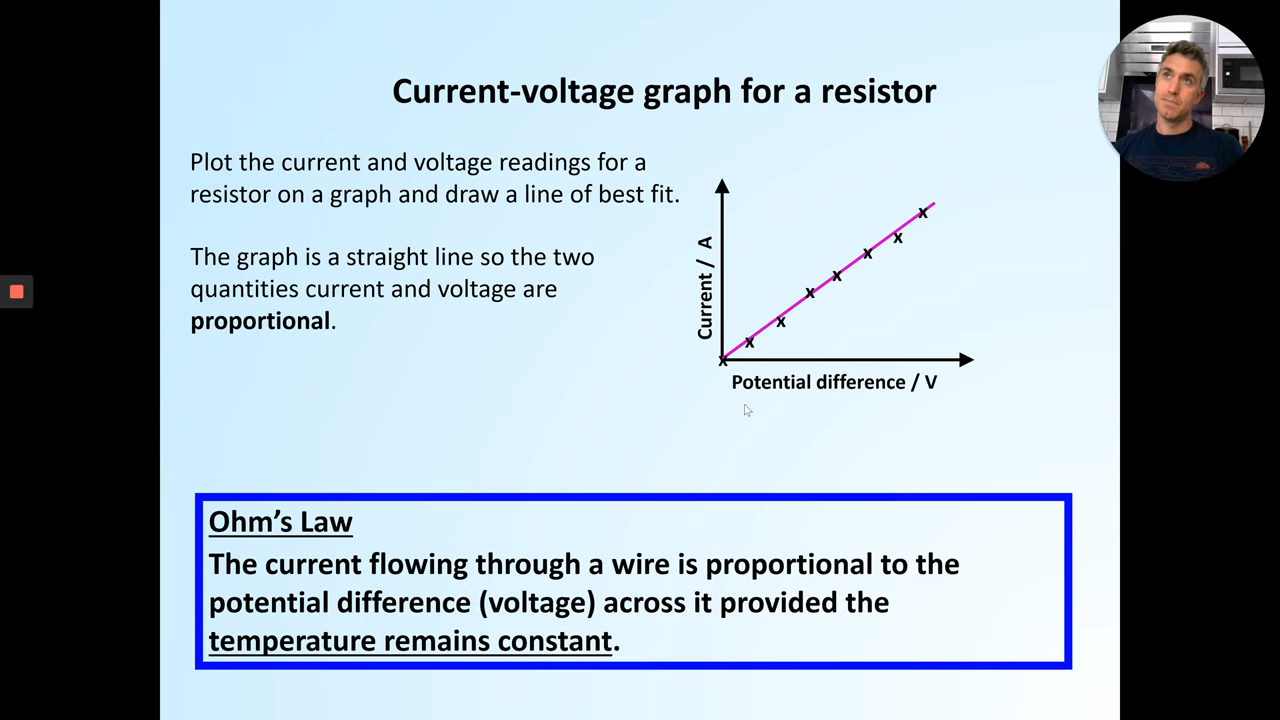 Current-voltage graph for a resistor
Plot the current and voltage readings for a
resistor on a graph and draw a line of best fit.
The graph is a straight line so the two
quantities current and voltage are
proportional.
Current / A
x
x
x
x
x
x
x
x
Potential difference / V
Ohm’s Law
The current flowing through a wire is proportional to the
potential difference (voltage) across it provided the
temperature remains constant.